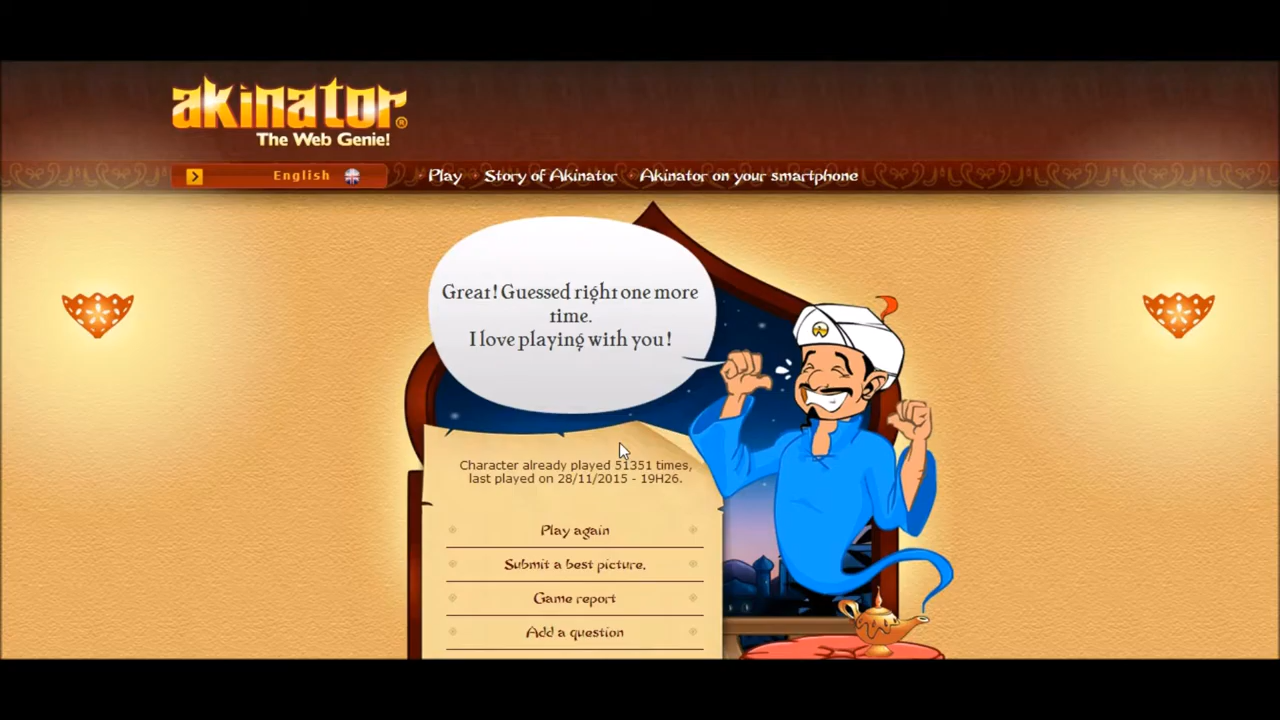 akinator®
The Web Genie!
English
Play
Story of Akinator
Akinator on your smartphone
Great! Guessed right one more
time.
I love playing with you!
Character already played 51351 times,
last played on 28/11/2015 - 19H26.
Play again
Submit a best picture.
Game report
Add a question